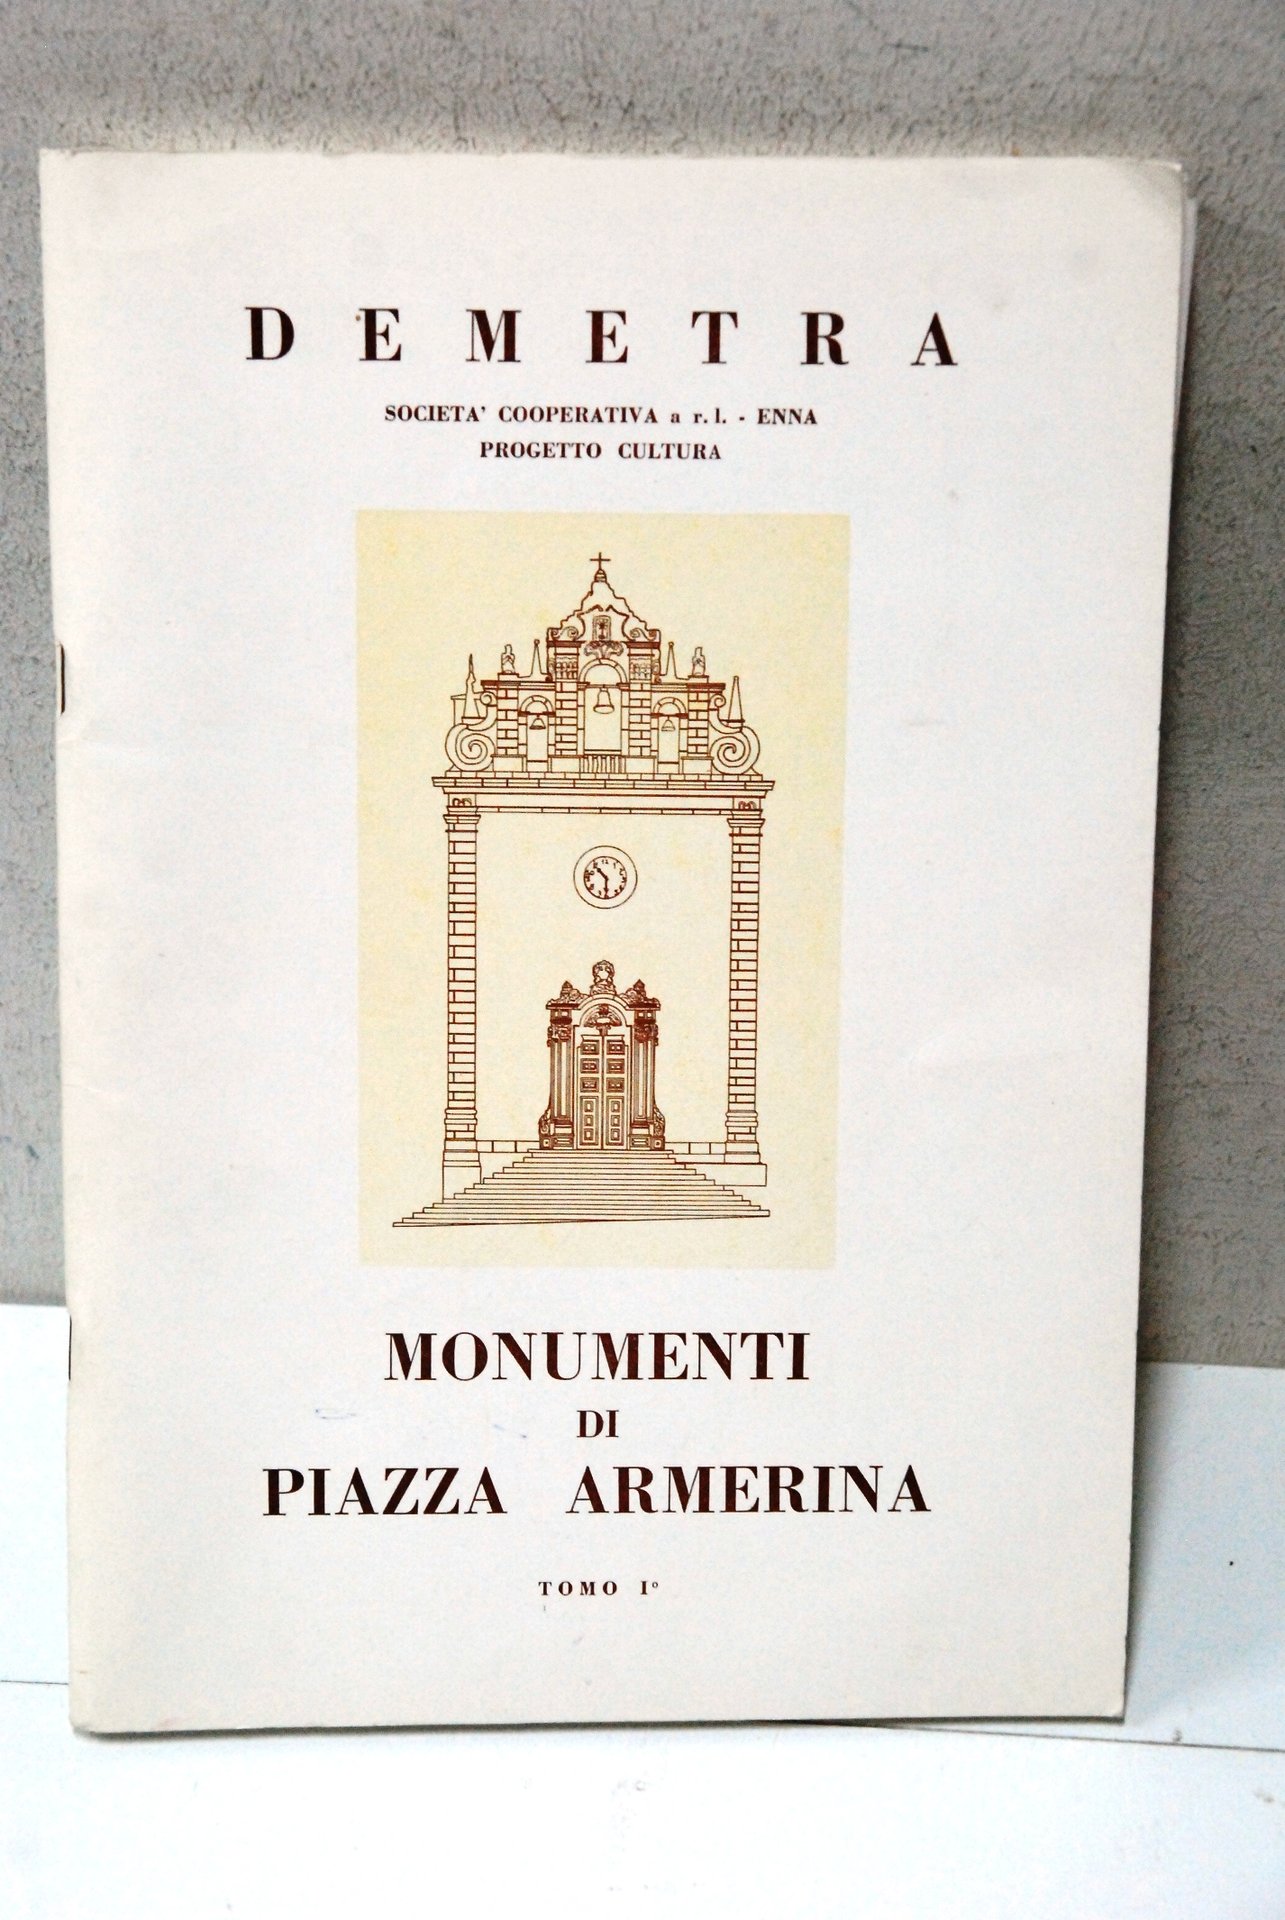 DEMETRA
SOCIETA' COOPERATIVA a r.l. - ENNA
PROGETTO CULTURA
MONUMENTI
DI
PIAZZA ARMERINA
TOMO I°